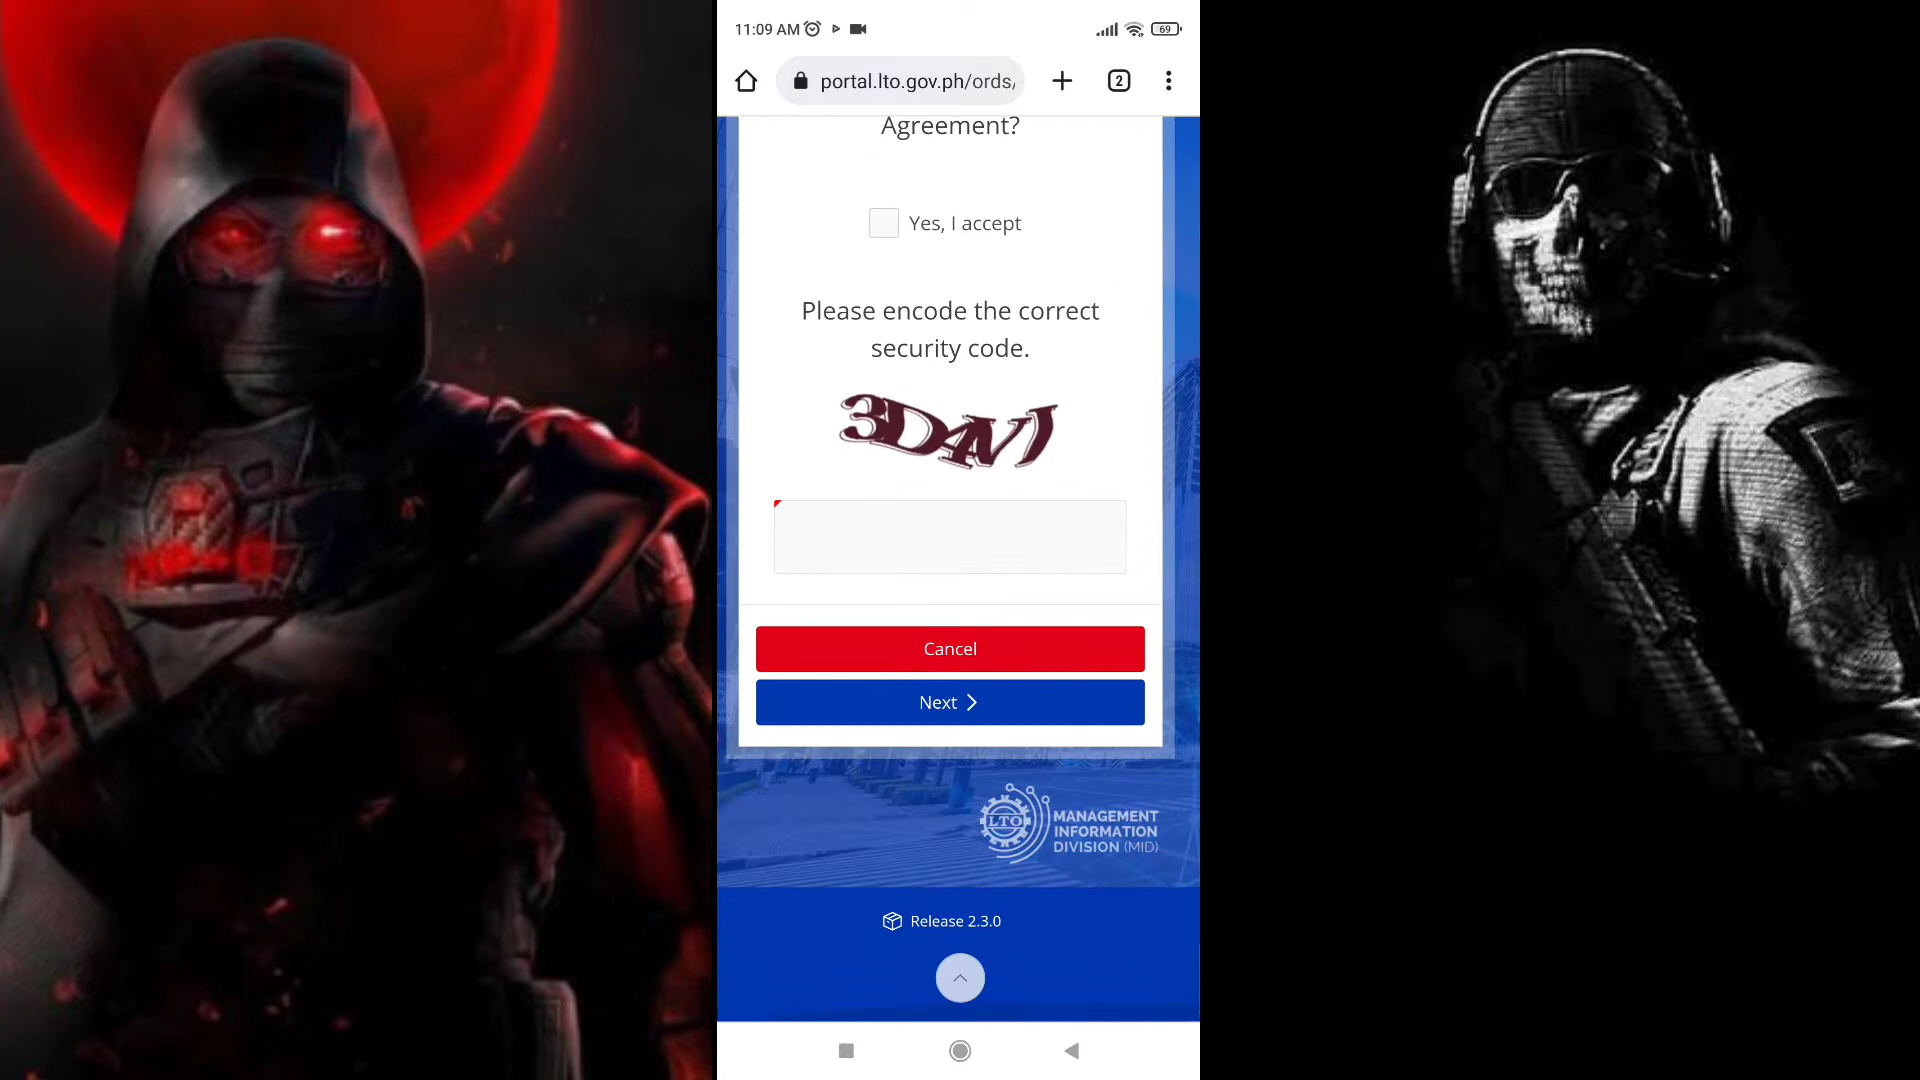 11:09 AM
69
portal.lto.gov.ph/ords/
2
Agreement?
Yes, I accept
Please encode the correct
security code.
Cancel
Next
LTO
MANAGEMENT
INFORMATION
DIVISION (MID)
Release 2.3.0